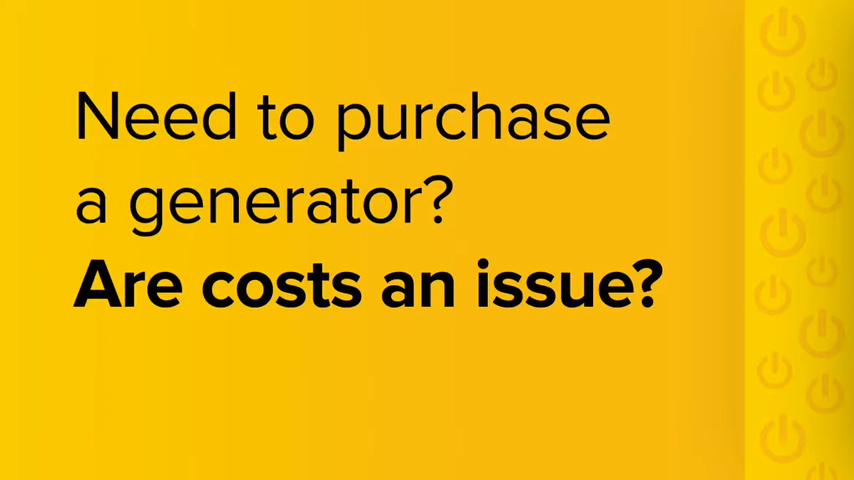 Need to purchase
a generator?
Are costs an issue?